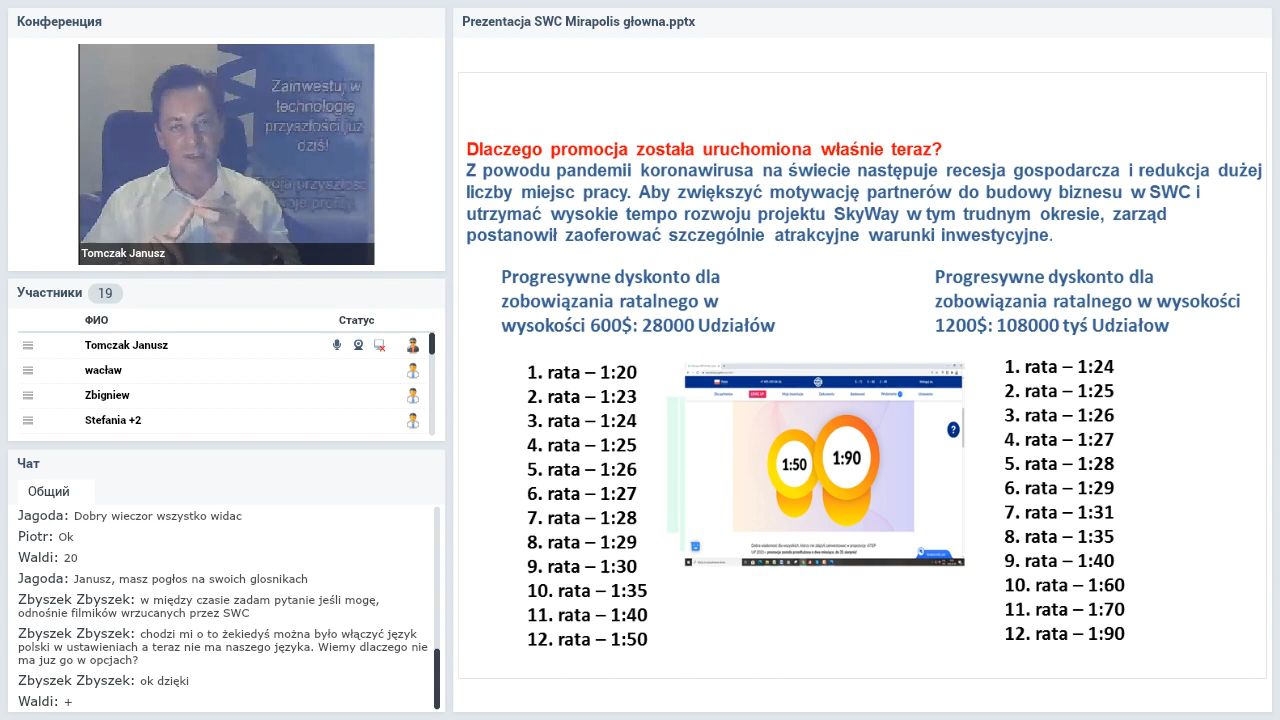 Конференция
Zainwestuj w
technologię
przyszłości już
dziś!
Tomczak Janusz
Участники 19
ФИО Статус
Tomczak Janusz
wacław
Zbigniew
Stefania +2
Чат
Общий
Jagoda: Dobry wieczor wszystko widac
Piotr: Ok
Waldi: 20
Jagoda: Janusz, masz pogłos na swoich glosnikach
Zbyszek Zbyszek: w między czasie zadam pytanie jeśli mogę,
odnośnie filmików wrzucanych przez SWC
Zbyszek Zbyszek: chodzi mi o to żekiedyś można było włączyć język
polski w ustawieniach a teraz nie ma naszego języka. Wiemy dlaczego nie
ma juz go w opcjach?
Zbyszek Zbyszek: ok dzięki
Waldi: +
Prezentacja SWC Mirapolis głowna.pptx
Dlaczego promocja została uruchomiona właśnie teraz?
Z powodu pandemii koronawirusa na świecie następuje recesja gospodarcza i redukcja dużej
liczby miejsc pracy. Aby zwiększyć motywację partnerów do budowy biznesu w SWC i
utrzymać wysokie tempo rozwoju projektu SkyWay w tym trudnym okresie, zarząd
postanowił zaoferować szczególnie atrakcyjne warunki inwestycyjne.
Progresywne dyskonto dla
zobowiązania ratalnego w
wysokości 600$: 28000 Udziałów
1. rata – 1:20
2. rata – 1:23
3. rata – 1:24
4. rata – 1:25
5. rata – 1:26
6. rata – 1:27
7. rata – 1:28
8. rata – 1:29
9. rata – 1:30
10. rata – 1:35
11. rata – 1:40
12. rata – 1:50
1:50
1:90
?
Progresywne dyskonto dla
zobowiązania ratalnego w wysokości
1200$: 108000 tyś Udziałow
1. rata – 1:24
2. rata – 1:25
3. rata – 1:26
4. rata – 1:27
5. rata – 1:28
6. rata – 1:29
7. rata – 1:31
8. rata – 1:35
9. rata – 1:40
10. rata – 1:60
11. rata – 1:70
12. rata – 1:90